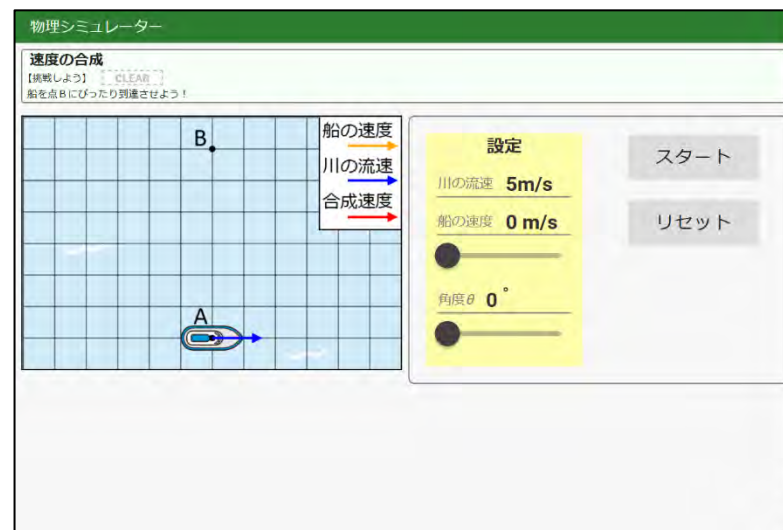 物理シミュレーター
速度の合成
【挑戦しよう】 CLEAR
船を点Bにぴったり到達させよう！
B
船の速度
川の流速
合成速度
A
設定
川の流速 5m/s
船の速度 0 m/s
角度θ 0°
スタート
リセット